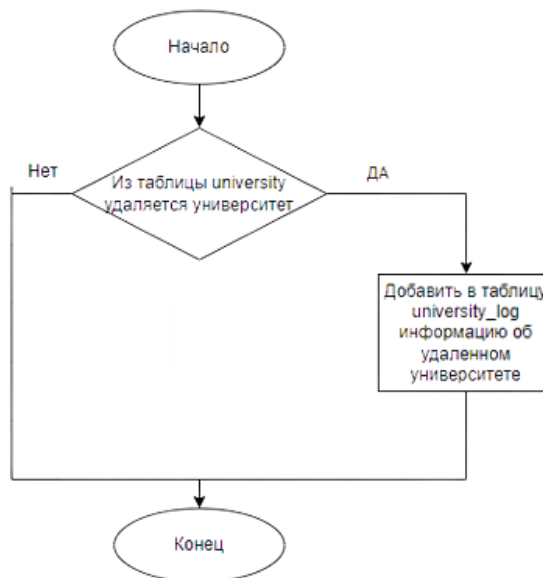 Начало
Нет
ДА
Из таблицы university
удаляется университет
Добавить в таблицу
university_log
информацию об
удаленном
университете
Конец